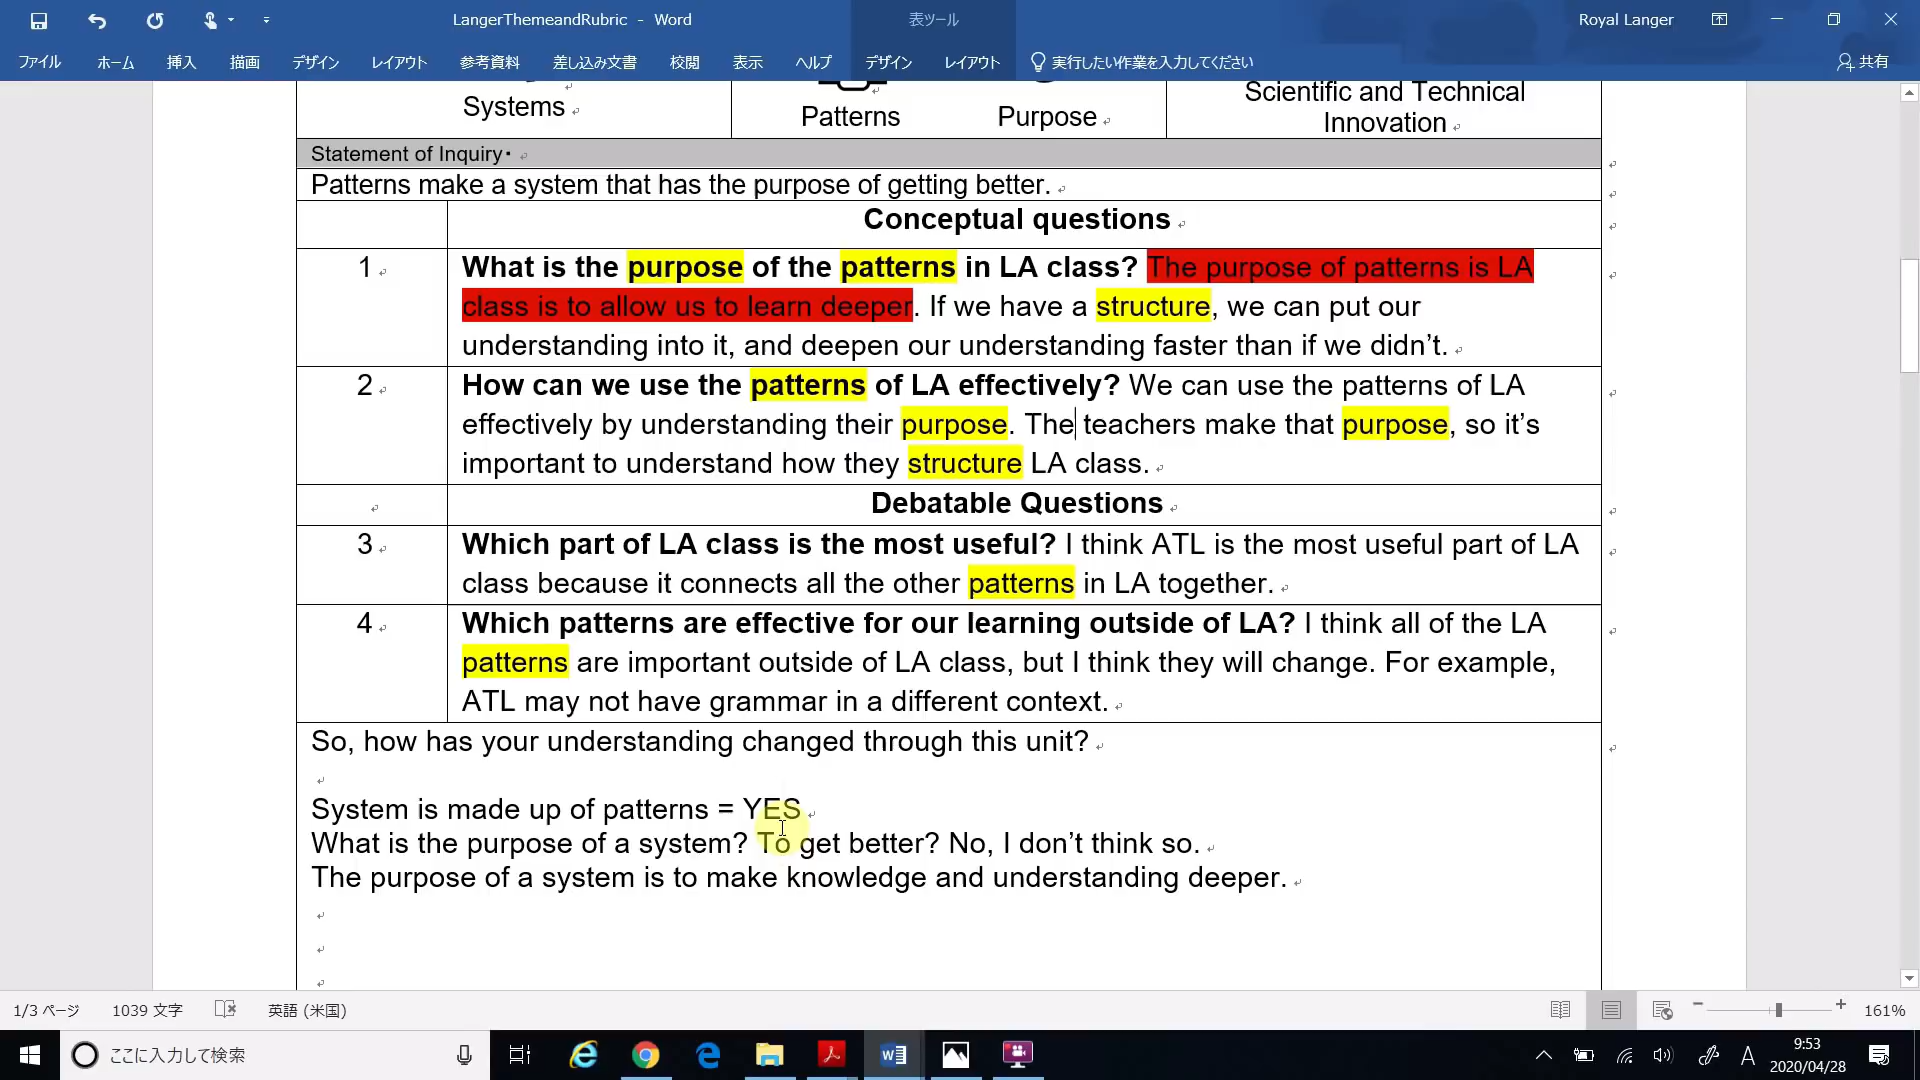 LangerThemeandRubric - Word
表ツール
Royal Langer
ファイル ホーム 挿入 描画 デザイン レイアウト 参考資料 差し込み文書 校閲 表示 ヘルプ デザイン レイアウト 実行したい作業を入力してください 共有
Systems
Patterns Purpose
Scientific and Technical
Innovation
Statement of Inquiry
Patterns make a system that has the purpose of getting better.
Conceptual questions
1 What is the purpose of the patterns in LA class? The purpose of patterns is LA
class is to allow us to learn deeper. If we have a structure, we can put our
understanding into it, and deepen our understanding faster than if we didn't.
2 How can we use the patterns of LA effectively? We can use the patterns of LA
effectively by understanding their purpose. The teachers make that purpose, so it's
important to understand how they structure LA class.
Debatable Questions
3 Which part of LA class is the most useful? I think ATL is the most useful part of LA
class because it connects all the other patterns in LA together.
4 Which patterns are effective for our learning outside of LA? I think all of the LA
patterns are important outside of LA class, but I think they will change. For example,
ATL may not have grammar in a different context.
So, how has your understanding changed through this unit?
System is made up of patterns = YES
What is the purpose of a system? To get better? No, I don't think so.
The purpose of a system is to make knowledge and understanding deeper.
1/3 ページ 1039 文字 英語 (米国) 161%
ここに入力して検索
A
9:53
2020/04/28